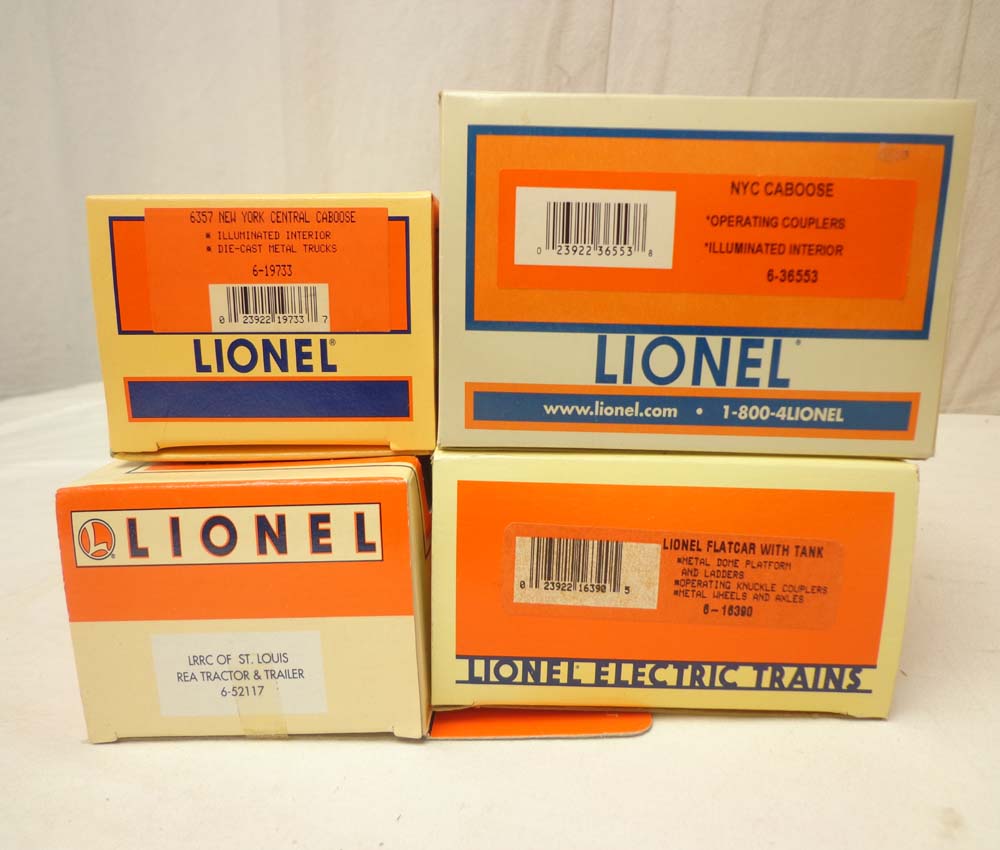 6357 NEW YORK CENTRAL CABOOSE
* ILLUMINATED INTERIOR
* DIE-CAST METAL TRUCKS
6-19733
0 23922 19733 7
LIONEL®
NYC CABOOSE
*OPERATING COUPLERS
*ILLUMINATED INTERIOR
6-36553
0 23922 36553 8
LIONEL®
www.lionel.com • 1-800-4LIONEL
L LIONEL
LRRC OF ST. LOUIS
REA TRACTOR & TRAILER
6-52117
LIONEL FLATCAR WITH TANK
*METAL DOME PLATFORM
AND LADDERS
*OPERATING KNUCKLE COUPLERS
*METAL WHEELS AND AXLES
6-16390
0 23922 16390 5
LIONEL® ELECTRIC TRAINS